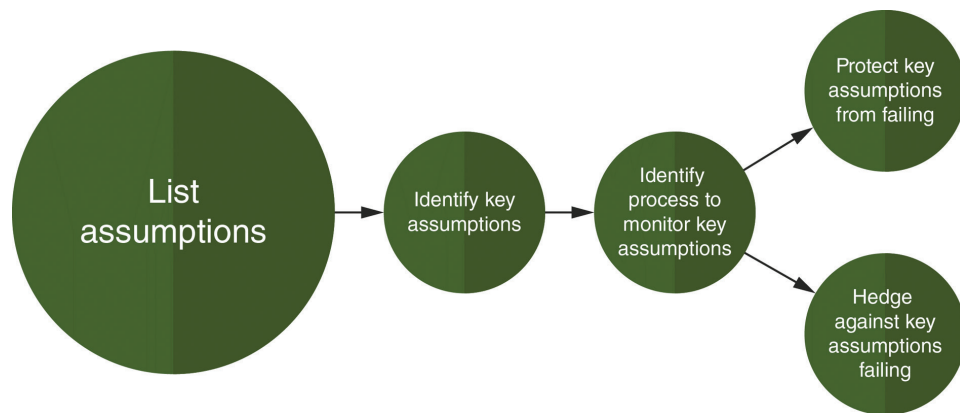 List
assumptions
Identify key
assumptions
Identify
process to
monitor key
assumptions
Protect key
assumptions
from failing
Hedge
against key
assumptions
failing